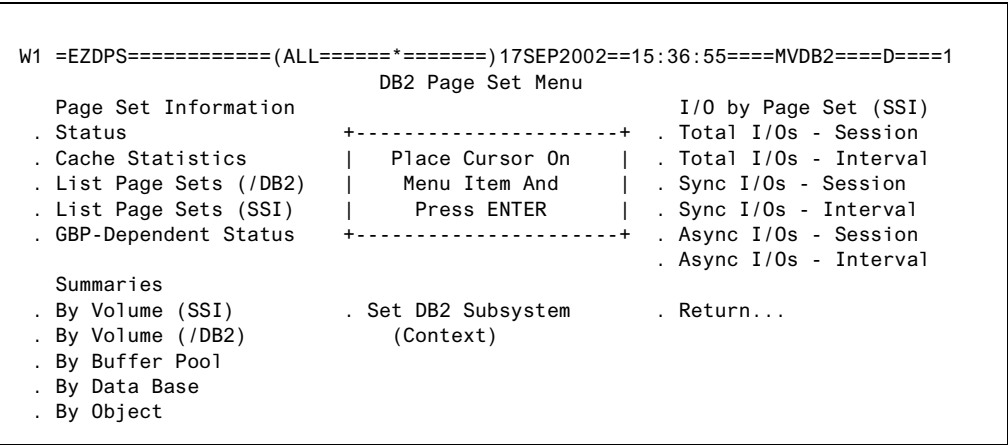 W1 =EZDPS============(ALL======*=======)17SEP2002==15:36:55====MVDB2====D====1
                              DB2 Page Set Menu
   Page Set Information                                I/O by Page Set (SSI)
 . Status                  +----------------------+  . Total I/Os - Session
 . Cache Statistics        |    Place Cursor On   |  . Total I/Os - Interval
 . List Page Sets (/DB2)   |     Menu Item And    |  . Sync I/Os - Session
 . List Page Sets (SSI)    |      Press ENTER     |  . Sync I/Os - Interval
 . GBP-Dependent Status    +----------------------+  . Async I/Os - Session
                                                     . Async I/Os - Interval
   Summaries
 . By Volume (SSI)         . Set DB2 Subsystem       . Return...
 . By Volume (/DB2)            (Context)
 . By Buffer Pool
 . By Data Base
 . By Object